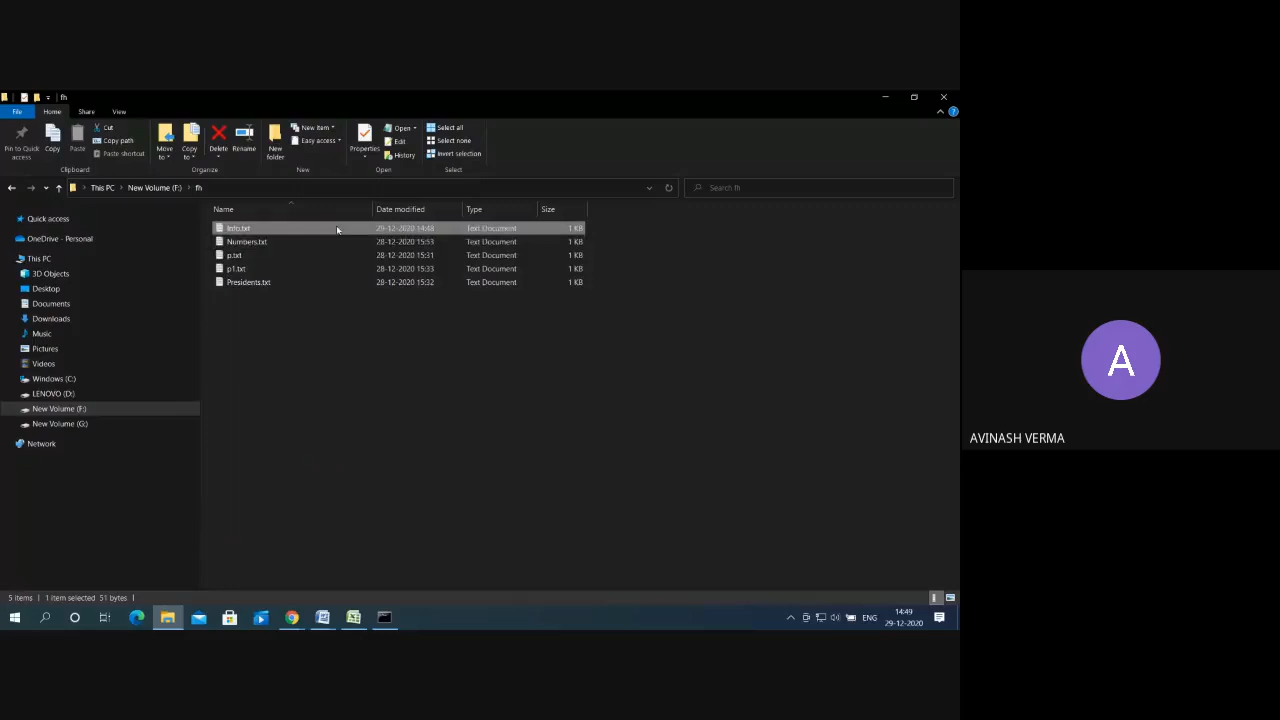 fh
File Home Share View
Pin to Quick access
Copy
Paste
Cut
Copy path
Paste shortcut
Clipboard
Move to
Copy to
Delete
Rename
Organize
New folder
New item
Easy access
New
Properties
Open
Edit
History
Open
Select all
Select none
Invert selection
Select
This PC New Volume (F:) fh
Search fh
Name Date modified Type Size
Info.txt 29-12-2020 14:48 Text Document 1 KB
Numbers.txt 28-12-2020 15:53 Text Document 1 KB
p.txt 28-12-2020 15:31 Text Document 1 KB
p1.txt 28-12-2020 15:33 Text Document 1 KB
Presidents.txt 28-12-2020 15:32 Text Document 1 KB
Quick access
OneDrive - Personal
This PC
3D Objects
Desktop
Documents
Downloads
Music
Pictures
Videos
Windows (C:)
LENOVO (D:)
New Volume (F:)
New Volume (G:)
Network
A
AVINASH VERMA
5 items 1 item selected 51 bytes
ENG
14:49
29-12-2020